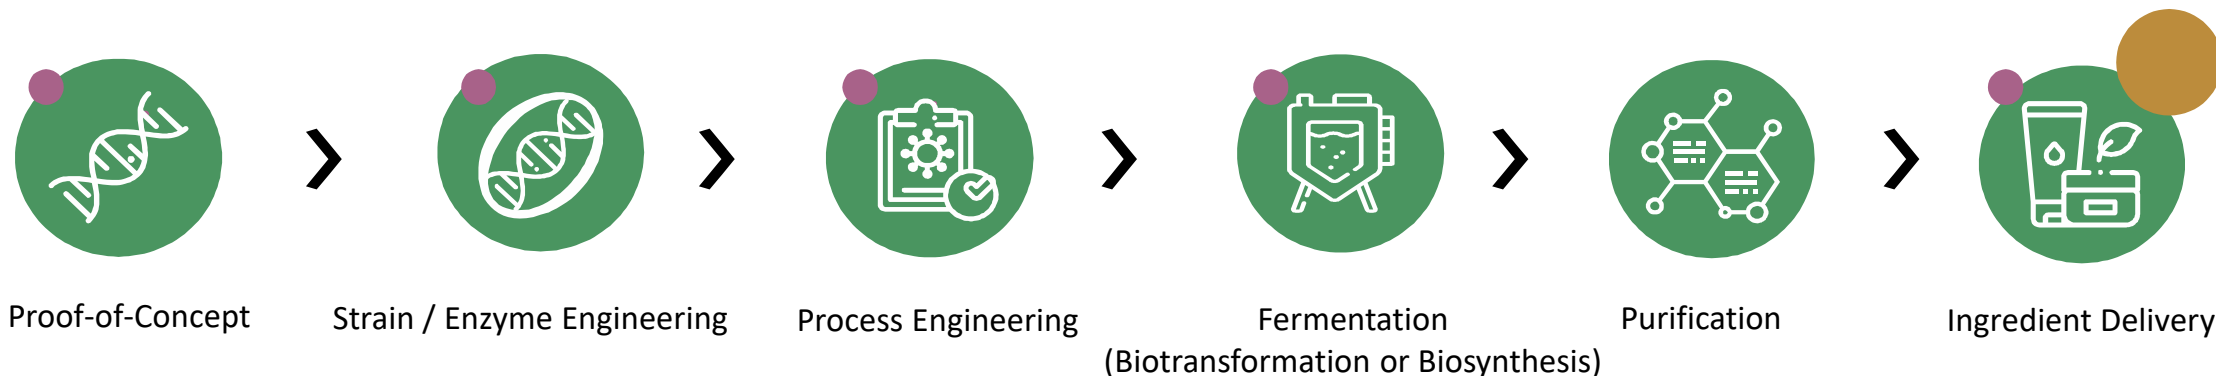 Proof-of-Concept
Strain / Enzyme Engineering
Process Engineering
Fermentation
(Biotransformation or Biosynthesis)
Purification
Ingredient Delivery